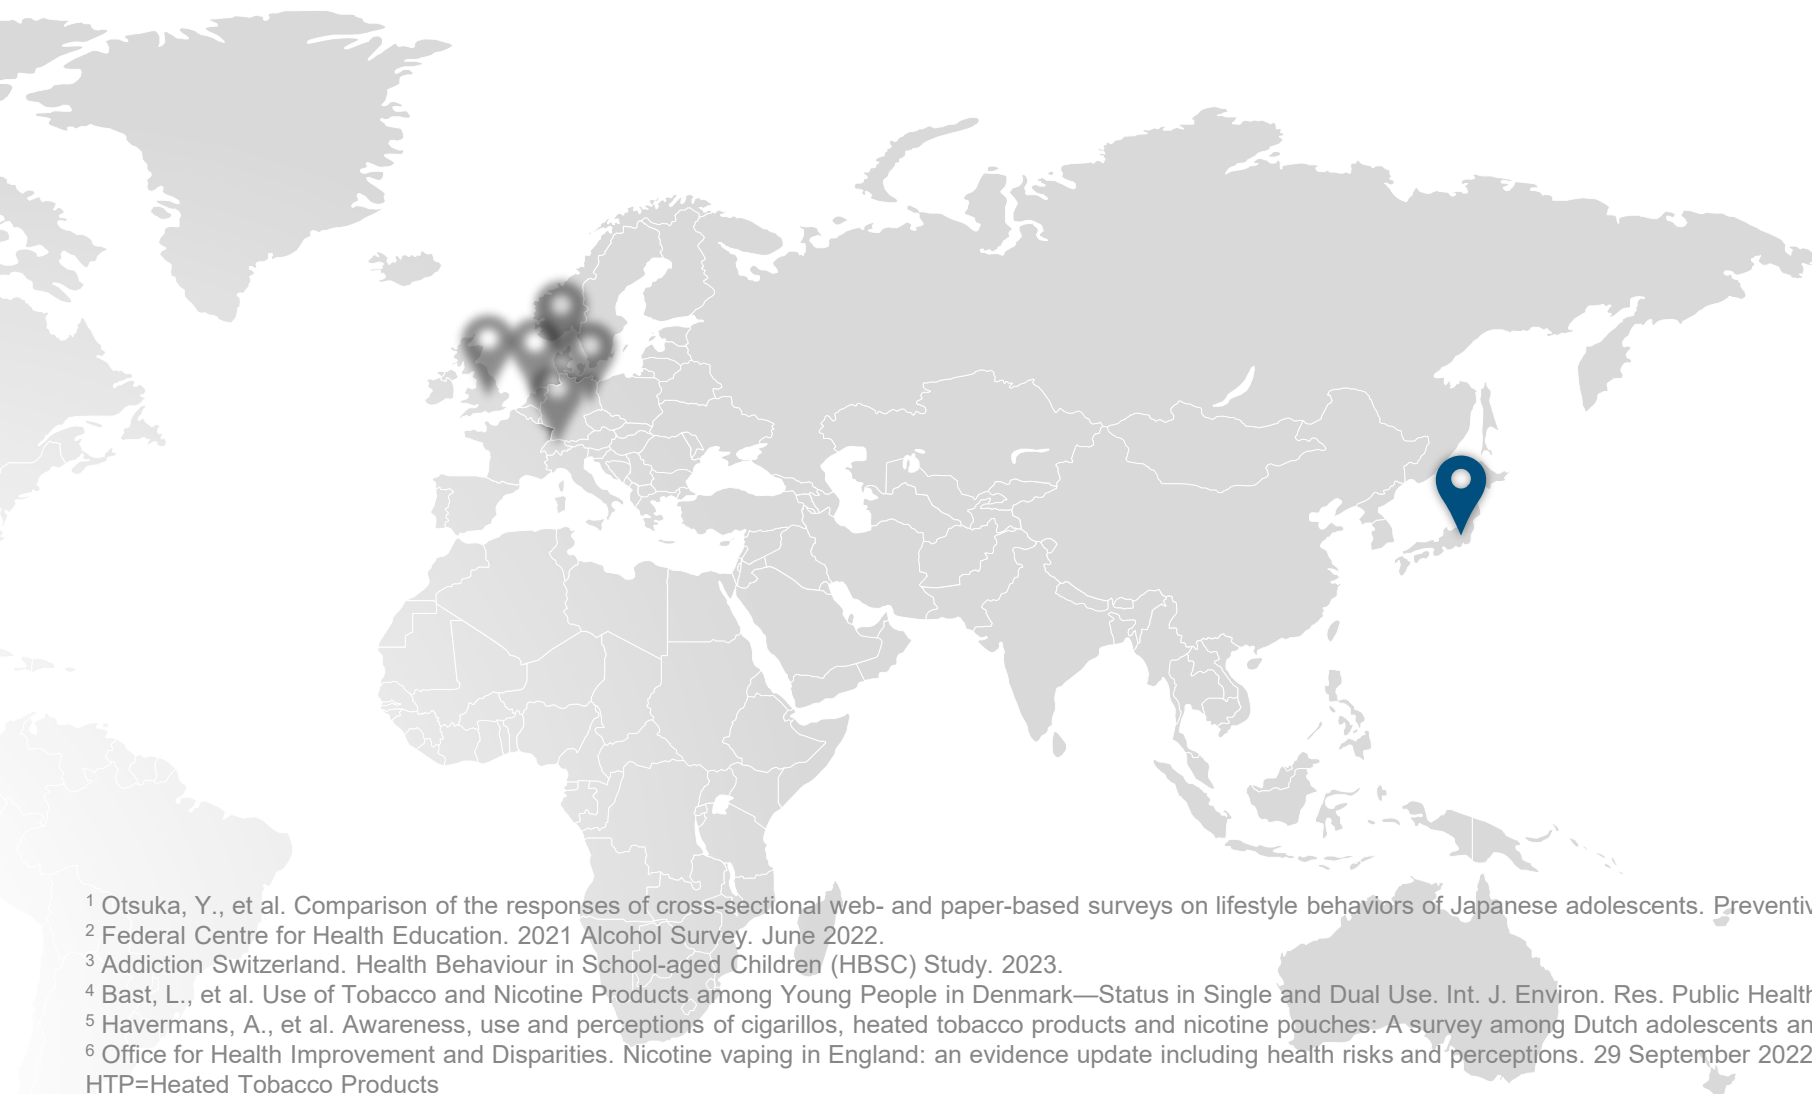 1 Otsuka, Y., et al. Comparison of the responses of cross-sectional web- and paper-based surveys on lifestyle behaviors of Japanese adolescents.
2 Federal Centre for Health Education. 2021 Alcohol Survey. June 2022.
3 Addiction Switzerland. Health Behaviour in School-aged Children (HBSC) Study. 2023.
4 Bast, L., et al. Use of Tobacco and Nicotine Products among Young People in Denmark—Status in Single and Dual Use. Int. J. Environ. Res. Public Health
5 Havermans, A., et al. Awareness, use and perceptions of cigarillos, heated tobacco products and nicotine pouches: A survey among Dutch adolescents
6 Office for Health Improvement and Disparities. Nicotine vaping in England: an evidence update including health risks and perceptions. 29 September 2022
HTP=Heated Tobacco Products